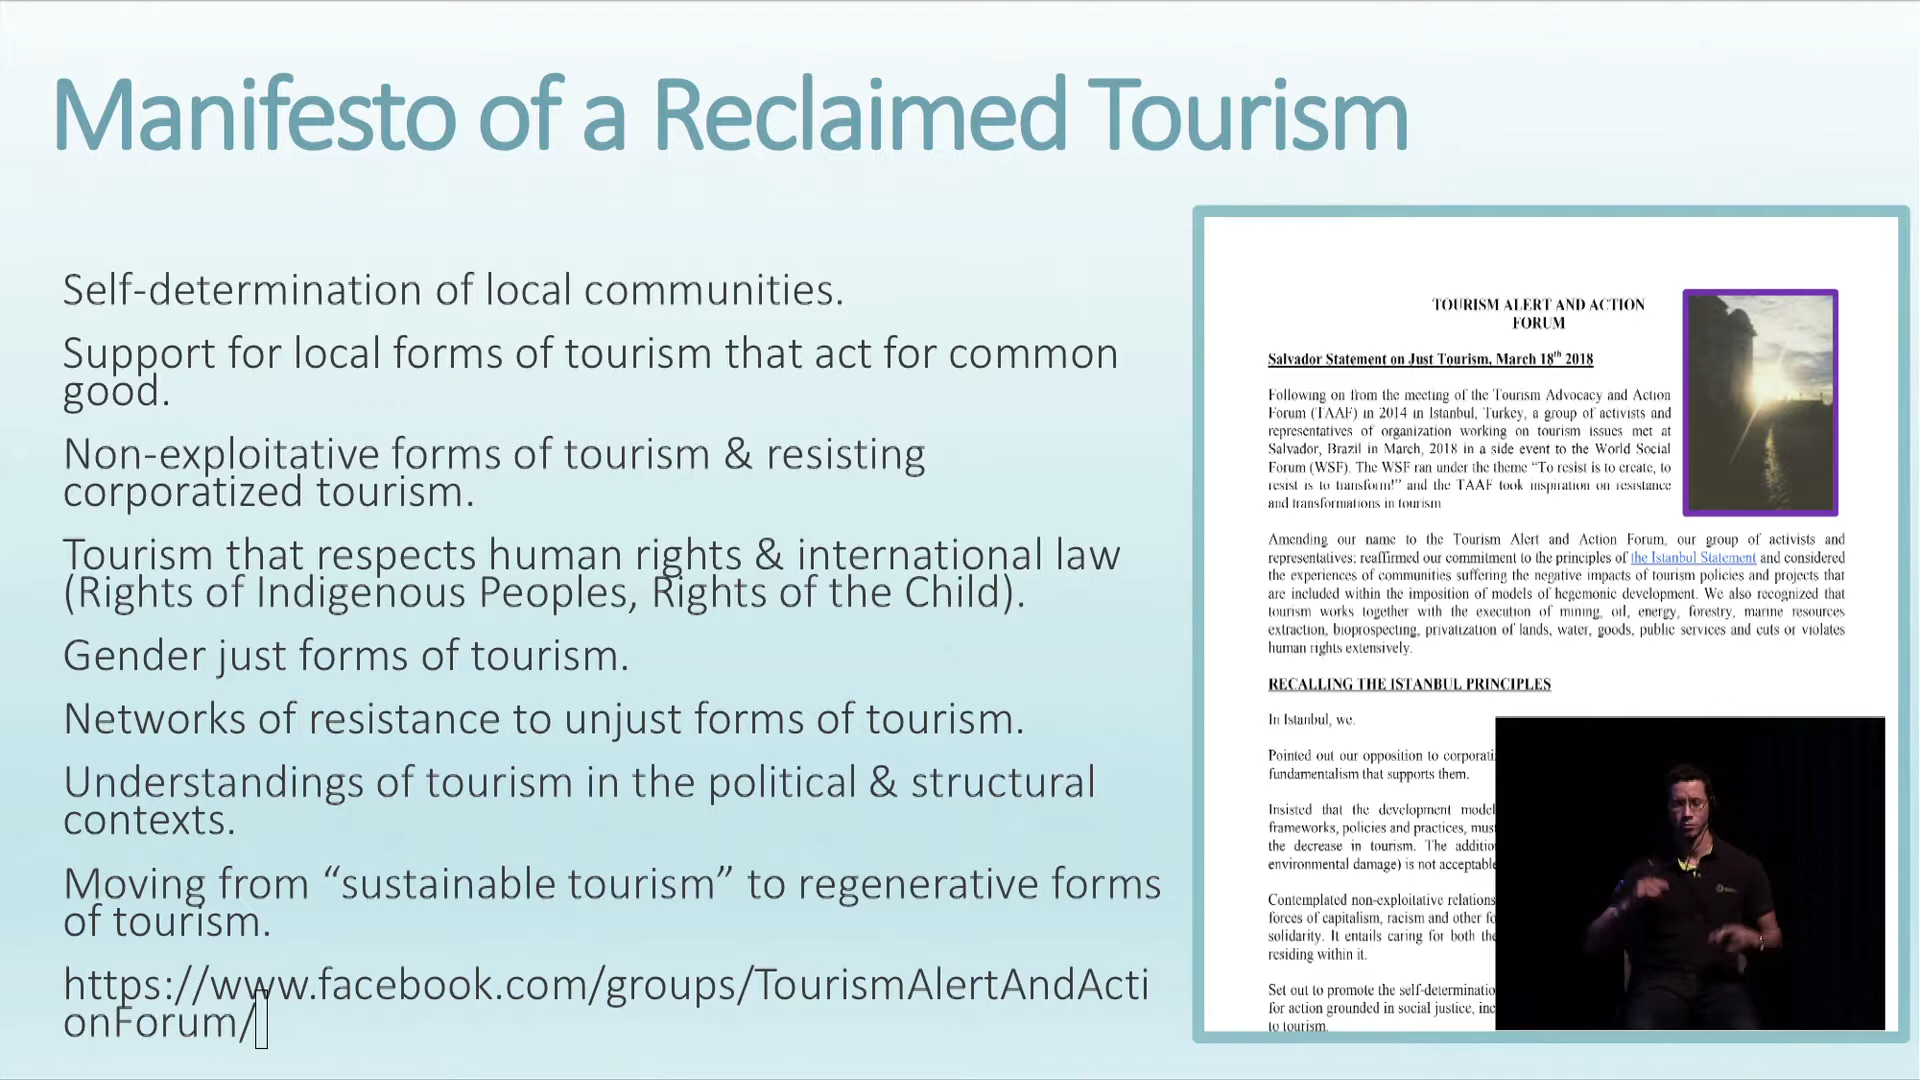 Manifesto of a Reclaimed Tourism
Self-determination of local communities.
Support for local forms of tourism that act for common
good.
Non-exploitative forms of tourism & resisting
corporatized tourism.
Tourism that respects human rights & international law
(Rights of Indigenous Peoples, Rights of the Child).
Gender just forms of tourism.
Networks of resistance to unjust forms of tourism.
Understandings of tourism in the political & structural
contexts.
Moving from “sustainable tourism” to regenerative forms
of tourism.
https://www.facebook.com/groups/TourismAlertAndActi
onForum/
TOURISM ALERT AND ACTION
FORUM
Salvador Statement on Just Tourism, March 18th 2018
Following on from the meeting of the Tourism Advocacy and Action
Forum (TAAF) in 2014 in Istanbul, Turkey, a group of activists and
representatives of organization working on tourism issues met at
Salvador, Brazil in March, 2018 in a side event to the World Social
Forum (WSF). The WSF ran under the theme “To resist is to create, to
resist is to transform!” and the TAAF took inspiration on resistance
and transformations in tourism
Amending our name to the Tourism Alert and Action Forum, our group of activists and
representatives: reaffirmed our commitment to the principles of the Istanbul Statement and considered
the experiences of communities suffering the negative impacts of tourism policies and projects that
are included within the imposition of models of hegemonic development. We also recognized that
tourism works together with the execution of mining, oil, energy, forestry, marine resources
extraction, bioprospecting, privatization of lands, water, goods, public services and cuts or violates
human rights extensively.
RECALLING THE ISTANBUL PRINCIPLES
In Istanbul, we.
Pointed out our opposition to corporati
fundamentalism that supports them.
Insisted that the development model
frameworks, policies and practices, mus
the decrease in tourism. The additio
environmental damage) is not acceptable
Contemplated non-exploitative relations
forces of capitalism, racism and other fo
solidarity. It entails caring for both the
residing within it.
Set out to promote the self-determinatio
for action grounded in social justice, inc
to tourism.